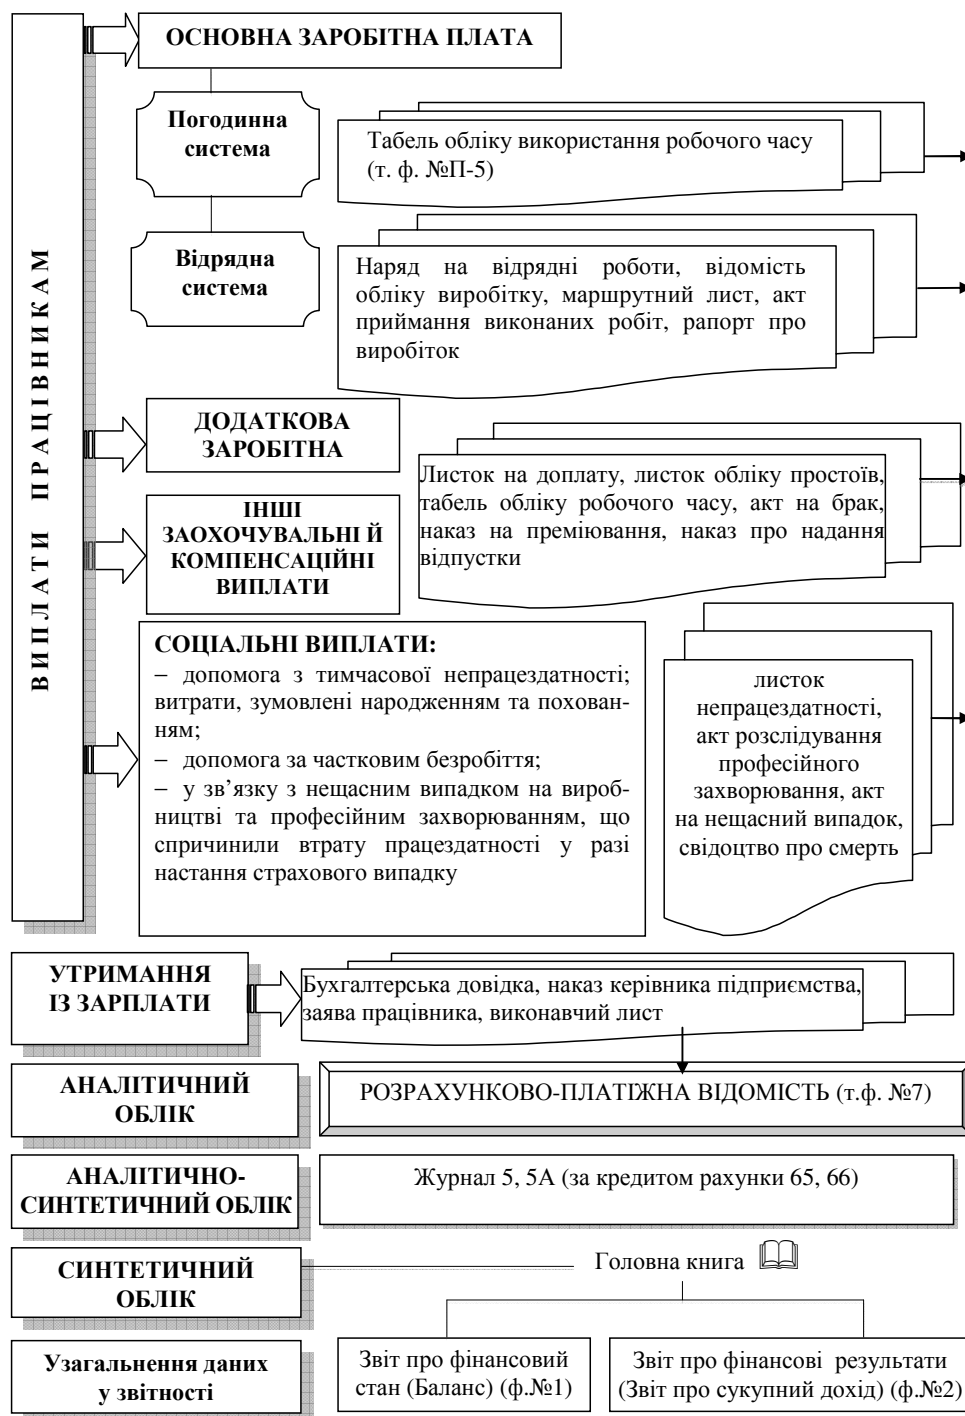 ВИПЛАТИ ПРАЦІВНИКАМ
ОСНОВНА ЗАРОБІТНА ПЛАТА
Погодинна
система
Табель обліку використання робочого часу
(т. ф. №П-5)
Відрядна
система
Наряд на відрядні роботи, відомість
обліку виробітку, маршрутний лист, акт
приймання виконаних робіт, рапорт про
виробіток
ДОДАТКОВА
ЗАРОБІТНА
Листок на доплату, листок обліку простоїв,
табель обліку робочого часу, акт на брак,
наказ на преміювання, наказ про надання
відпустки
ІНШІ
ЗАОХОЧУВАЛЬНІ Й
КОМПЕНСАЦІЙНІ
ВИПЛАТИ
СОЦІАЛЬНІ ВИПЛАТИ:
– допомога з тимчасової непрацездатності;
витрати, зумовлені народженням та похован-
ням;
– допомога за частковим безробіття;
– у зв’язку з нещасним випадком на вироб-
ництві та професійним захворюванням, що
спричинили втрату працездатності у разі
настання страхового випадку
листок
непрацездатності,
акт розслідування
професійного
захворювання, акт
на нещасний випадок,
свідоцтво про смерть
УТРИМАННЯ
ІЗ ЗАРПЛАТИ
Бухгалтерська довідка, наказ керівника підприємства,
заява працівника, виконавчий лист
АНАЛІТИЧНИЙ
ОБЛІК
РОЗРАХУНКОВО-ПЛАТІЖНА ВІДОМІСТЬ (т.ф. №7)
АНАЛІТИЧНО-
СИНТЕТИЧНИЙ ОБЛІК
Журнал 5, 5А (за кредитом рахунки 65, 66)
СИНТЕТИЧНИЙ
ОБЛІК
Головна книга
Узагальнення даних
у звітності
Звіт про фінансовий
стан (Баланс) (ф.№1)
Звіт про фінансові результати
(Звіт про сукупний дохід) (ф.№2)